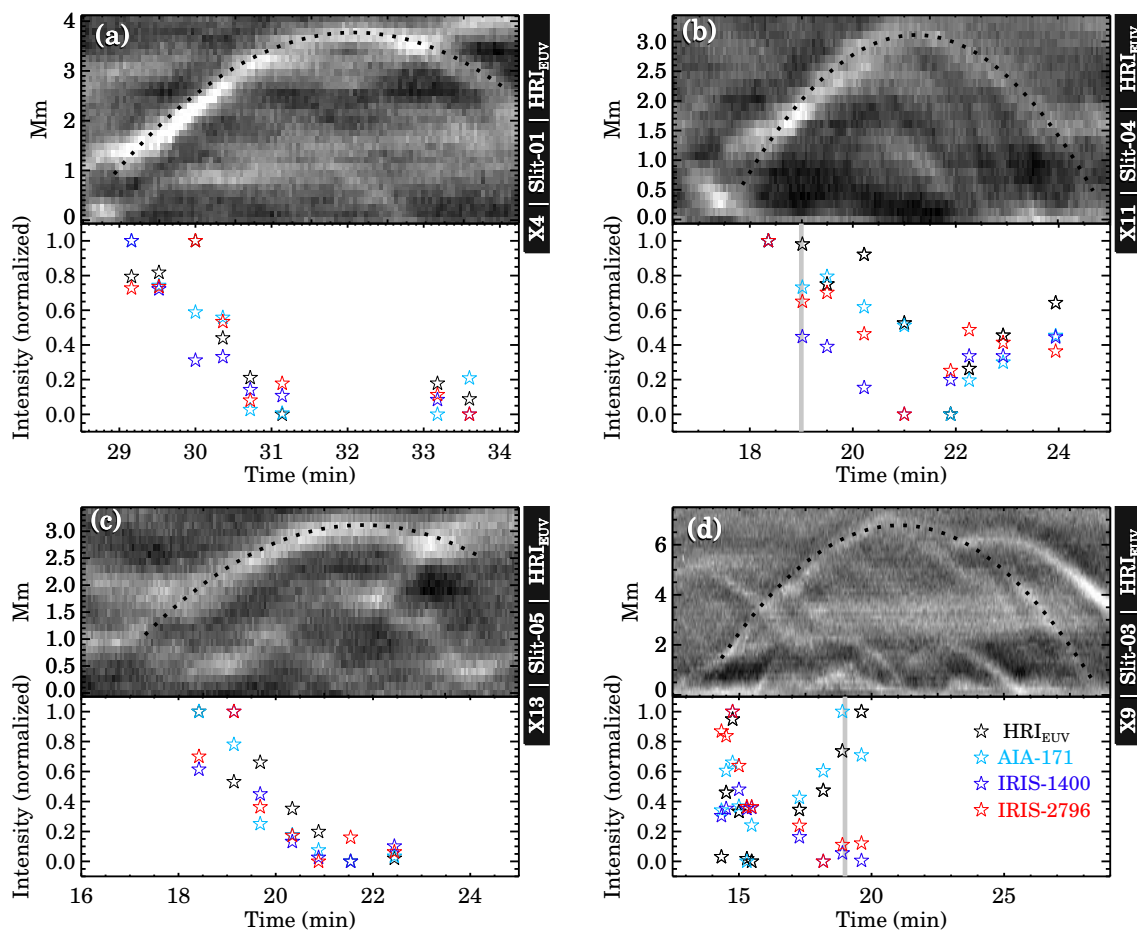 (a)
Mm
4
3
2
1
0
X4 | Slit-01 | HRI_EUV
Intensity (normalized)
1.0
0.8
0.6
0.4
0.2
0.0
29 30 31 32 33 34
Time (min)
(b)
Mm
3.0
2.5
2.0
1.5
1.0
0.5
0.0
X11 | Slit-04 | HRI_EUV
Intensity (normalized)
1.0
0.8
0.6
0.4
0.2
0.0
18 20 22 24
Time (min)
(c)
Mm
3.0
2.5
2.0
1.5
1.0
0.5
0.0
X13 | Slit-05 | HRI_EUV
Intensity (normalized)
1.0
0.8
0.6
0.4
0.2
0.0
16 18 20 22 24
Time (min)
(d)
Mm
6
4
2
0
X9 | Slit-03 | HRI_EUV
Intensity (normalized)
1.0
0.8
0.6
0.4
0.2
0.0
HRI_EUV
AIA-171
IRIS-1400
IRIS-2796
15 20 25
Time (min)